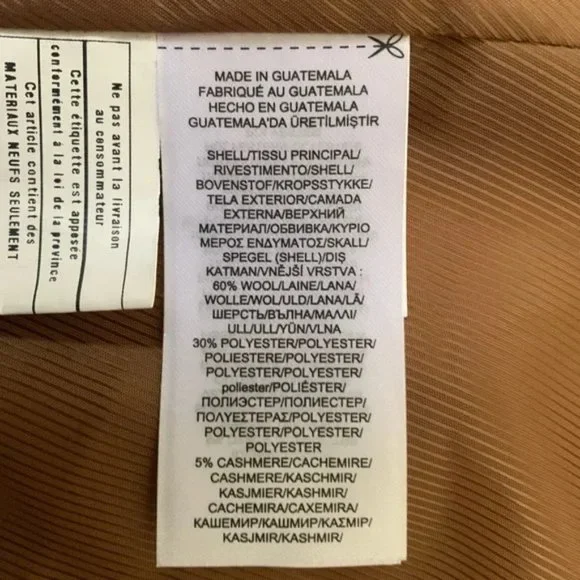 Ne pas avant la livraison
au consommateur
Cette étiquette est apposée
conformément à la loi de la province
Cet article contient des
MATERIAUX NEUFS SEULEMENT
MADE IN GUATEMALA
FABRIQUÉ AU GUATEMALA
HECHO EN GUATEMALA
GUATEMALA'DA ÜRETİLMİŞTİR
SHELL/TISSU PRINCIPAL/
RIVESTIMENTO/SHELL/
BOVENSTOF/KROPSSTYKKE/
TELA EXTERIOR/CAMADA
EXTERNA/ВЕРХНИЙ
МАТЕРИАЛ/ОБВИВКА/ΚΥΡΙΟ
ΜΕΡΟΣ ΕΝΔΥΜΑΤΟΣ/SKALL/
SPEGEL (SHELL)/DIŞ
KATMAN/VNĚJŠÍ VRSTVA :
60% WOOL/LAINE/LANA/
WOLLE/WOL/ULD/LANA/LÃ/
ШЕРСТЬ/ВЪЛНА/ΜΑΛΛΙ/
ULL/ULL/YÜN/VLNA
30% POLYESTER/POLYESTER/
POLIESTERE/POLYESTER/
POLYESTER/POLYESTER/
poliester/POLIÉSTER/
ПОЛИЭСТЕР/ПОЛИЕСТЕР/
ΠΟΛΥΕΣΤΕΡΑΣ/POLYESTER/
POLYESTER/POLYESTER/
POLYESTER
5% CASHMERE/CACHEMIRE/
CASHMERE/KASCHMIR/
KASJMIER/KASHMIR/
CACHEMIRA/CAXEMIRA/
КАШЕМИР/КАШМИР/ΚΑΣΜΙΡ/
KASJMIR/KASHMIR/